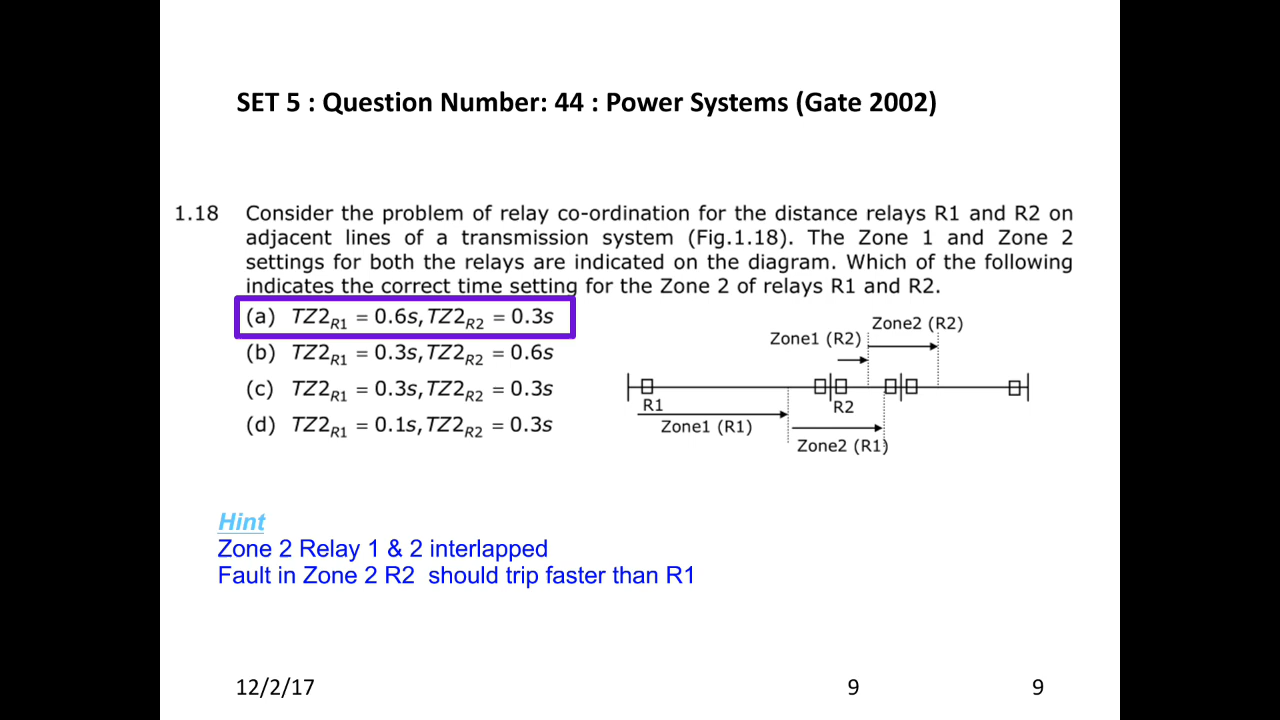 SET 5 : Question Number: 44 : Power Systems (Gate 2002)
1.18 Consider the problem of relay co-ordination for the distance relays R1 and R2 on
adjacent lines of a transmission system (Fig.1.18). The Zone 1 and Zone 2
settings for both the relays are indicated on the diagram. Which of the following
indicates the correct time setting for the Zone 2 of relays R1 and R2.
(a) TZ2R1 = 0.6s, TZ2R2 = 0.3s
(b) TZ2R1 = 0.3s, TZ2R2 = 0.6s
(c) TZ2R1 = 0.3s, TZ2R2 = 0.3s
(d) TZ2R1 = 0.1s, TZ2R2 = 0.3s
Zone2 (R2)
Zone1 (R2)
R1
R2
Zone1 (R1)
Zone2 (R1)
Hint
Zone 2 Relay 1 & 2 interlapped
Fault in Zone 2 R2 should trip faster than R1
12/2/17
9
9